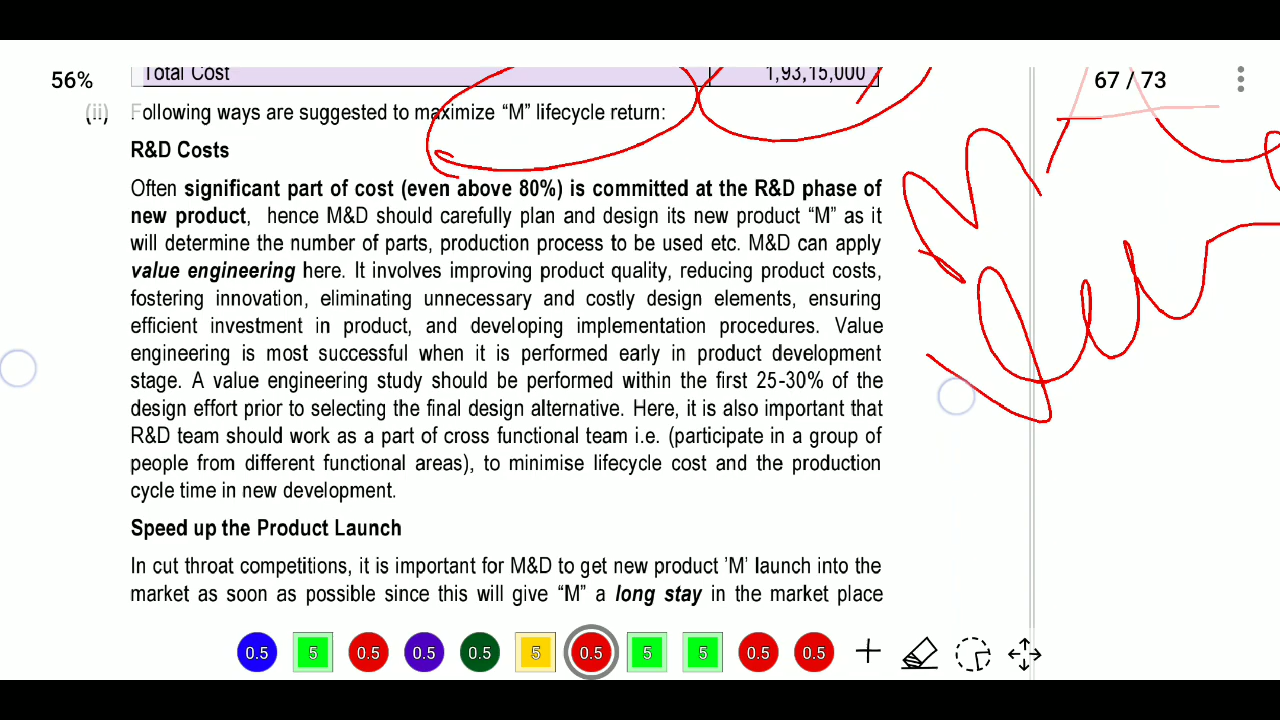 56%
Total Cost 1,93,15,000
67 / 73
(ii) Following ways are suggested to maximize “M” lifecycle return:
R&D Costs
Often significant part of cost (even above 80%) is committed at the R&D phase of
new product, hence M&D should carefully plan and design its new product “M” as it
will determine the number of parts, production process to be used etc. M&D can apply
value engineering here. It involves improving product quality, reducing product costs,
fostering innovation, eliminating unnecessary and costly design elements, ensuring
efficient investment in product, and developing implementation procedures. Value
engineering is most successful when it is performed early in product development
stage. A value engineering study should be performed within the first 25-30% of the
design effort prior to selecting the final design alternative. Here, it is also important that
R&D team should work as a part of cross functional team i.e. (participate in a group of
people from different functional areas), to minimise lifecycle cost and the production
cycle time in new development.
Speed up the Product Launch
In cut throat competitions, it is important for M&D to get new product ’M’ launch into the
market as soon as possible since this will give “M” a long stay in the market place
0.5 5 0.5 0.5 0.5 5 0.5 5 5 0.5 0.5